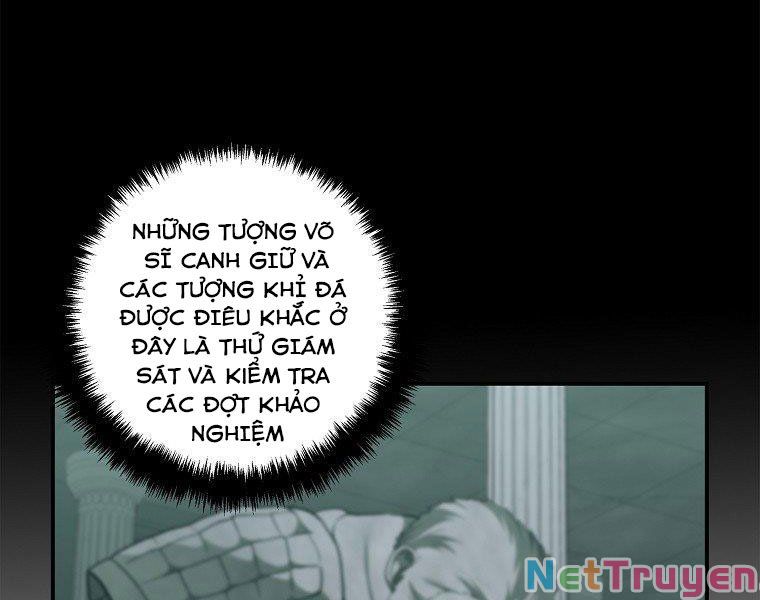 NHỮNG TƯỢNG VÕ
SĨ CANH GIỮ VÀ
CÁC TƯỢNG KHỈ ĐÁ
ĐƯỢC ĐIÊU KHẮC Ở
ĐÂY LÀ THỨ GIÁM
SÁT VÀ KIỂM TRA
CÁC ĐỢT KHẢO
NGHIỆM
NetTruyen